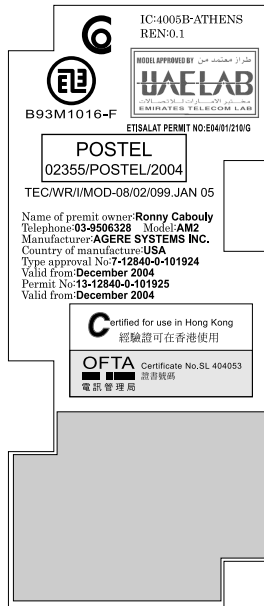 IC:4005B-ATHENS
REN:0.1
MODEL APPROVED BY طراز معتمد من
UAE LAB
مختبر الإمارات للاتصالات
EMIRATES TELECOM LAB
B93M1016-F
ETISALAT PERMIT NO:E04/01/210/G
POSTEL
02355/POSTEL/2004
TEC/WR/I/MOD-08/02/099.JAN 05
Name of premit owner:Ronny Cabouly
Telephone:03-9506328 Model:AM2
Manufacturer:AGERE SYSTEMS INC.
Country of manufacture:USA
Type approval No:7-12840-0-101924
Valid from:December 2004
Permit No:13-12840-0-101925
Valid from:December 2004
Certified for use in Hong Kong
經驗證可在香港使用
OFTA Certificate No.SL 404053
證書號碼
電訊管理局